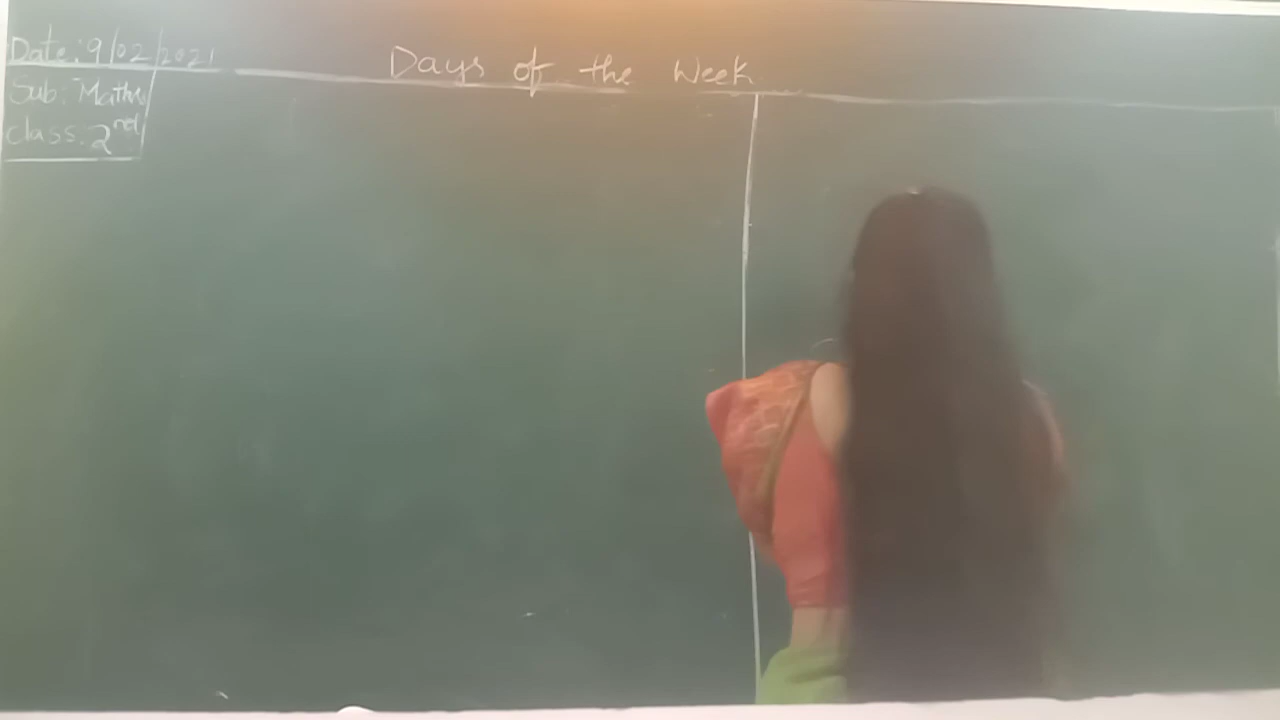 Date: 9/02/2021
Days of the Week
Sub: Maths
Class: 2nd